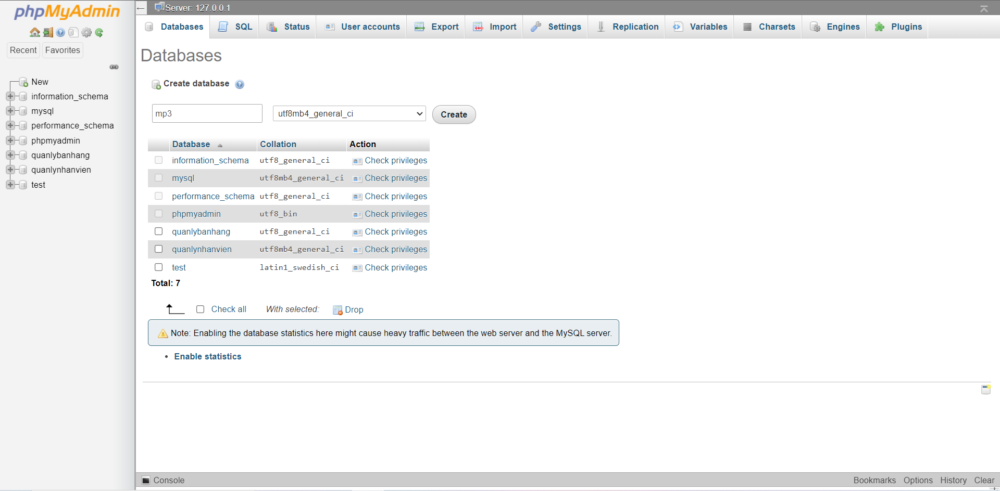 phpMyAdmin
Recent Favorites
New
information_schema
mysql
performance_schema
phpmyadmin
quanlybanhang
quanlynhanvien
test
Server: 127.0.0.1
Databases SQL Status User accounts Export Import Settings Replication Variables Charsets Engines Plugins
Databases
Create database
mp3 utf8mb4_general_ci Create
Database Collation Action
information_schema utf8_general_ci Check privileges
mysql utf8mb4_general_ci Check privileges
performance_schema utf8_general_ci Check privileges
phpmyadmin utf8_bin Check privileges
quanlybanhang utf8_general_ci Check privileges
quanlynhanvien utf8mb4_general_ci Check privileges
test latin1_swedish_ci Check privileges
Total: 7
Check all With selected: Drop
Note: Enabling the database statistics here might cause heavy traffic between the web server and the MySQL server.
• Enable statistics
Console Bookmarks Options History Clear